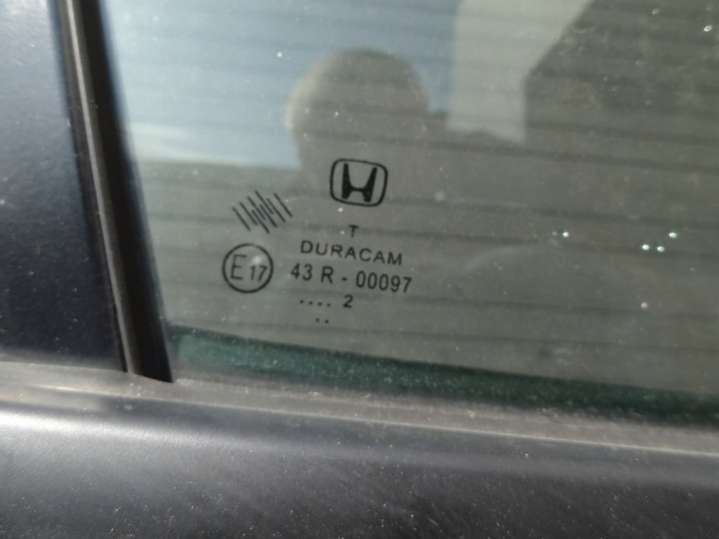 T
DURACAM
E17 43 R - 00097
.... 2
..